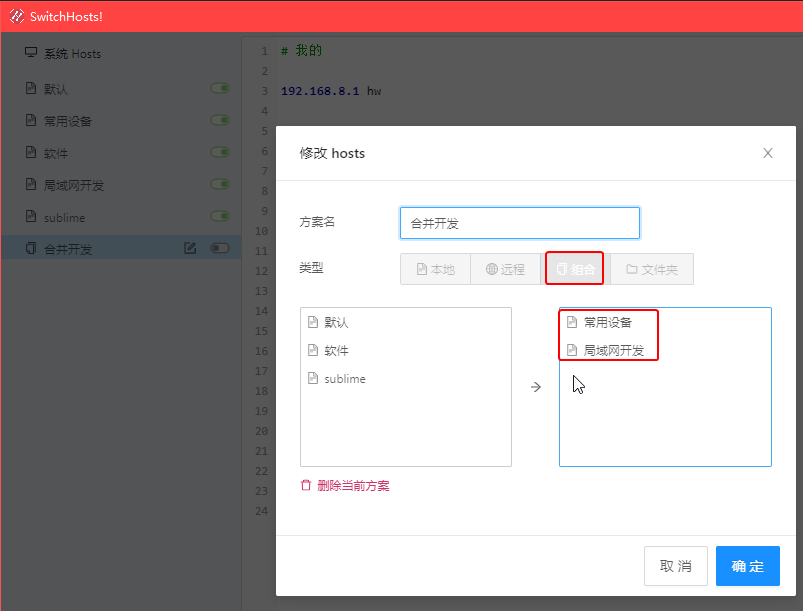 SwitchHosts!
系统 Hosts
默认
常用设备
软件
局域网开发
sublime
合并开发
1 # 我的
2
3 192.168.8.1 hw
4
5
6
7
8
9
10
11
12
13
14
15
16
17
18
19
20
21
22
23
24
修改 hosts
方案名 合并开发
类型 本地 远程 组合 文件夹
默认
软件
sublime
常用设备
局域网开发
删除当前方案
取 消 确 定